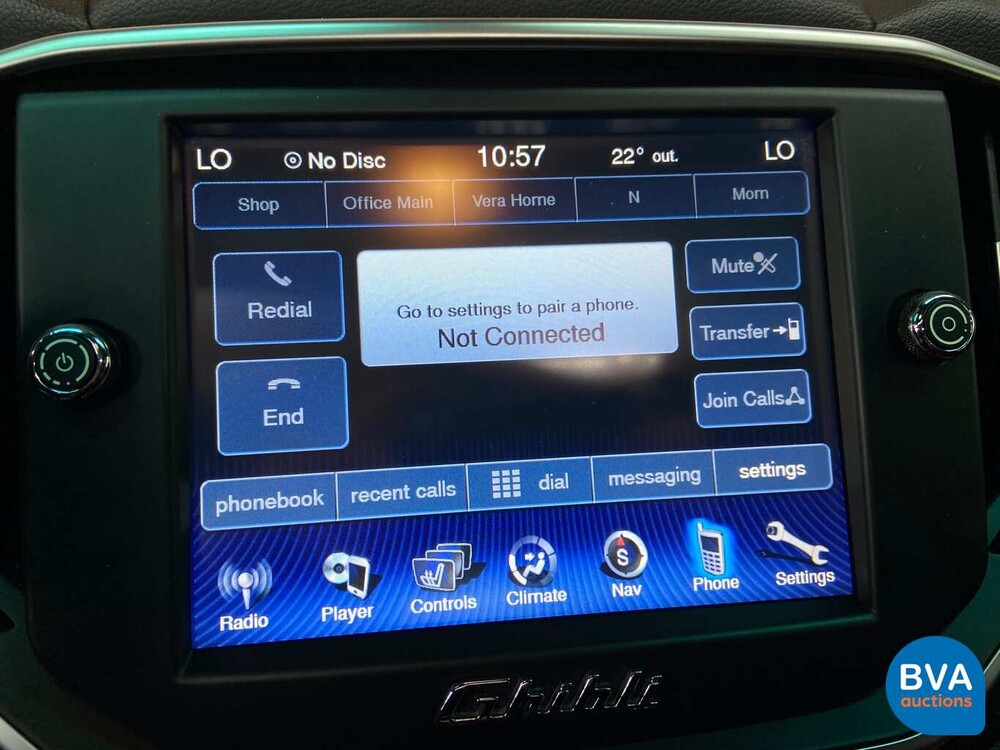 LO No Disc 10:57 22° out. LO
Shop Office Main Vera Home N Mom
Redial
Go to settings to pair a phone.
Not Connected
Mute
Transfer
Join Calls
End
phonebook recent calls dial messaging settings
S
Radio Player Controls Climate Nav Phone Settings
Ghibli
BVA
auctions